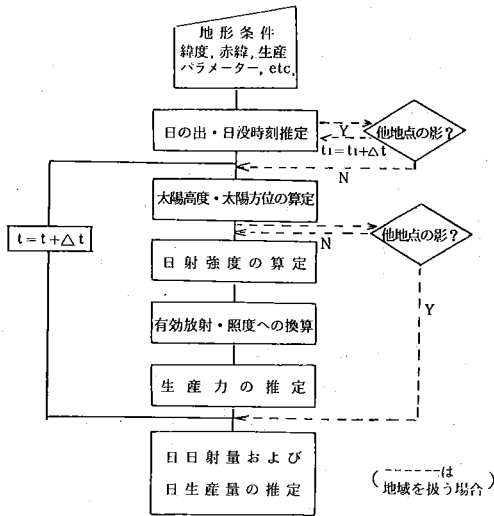 地形条件
緯度, 赤緯, 生産
パラメーター, etc.
日の出・日没時刻推定
Y
他地点の影?
t₁=t₁+△t
N
太陽高度・太陽方位の算定
t=t+△t
N
他地点の影?
日射強度の算定
Y
有効放射・照度への換算
生産力の推定
日日射量および
日生産量の推定
(------は
地域を扱う場合)